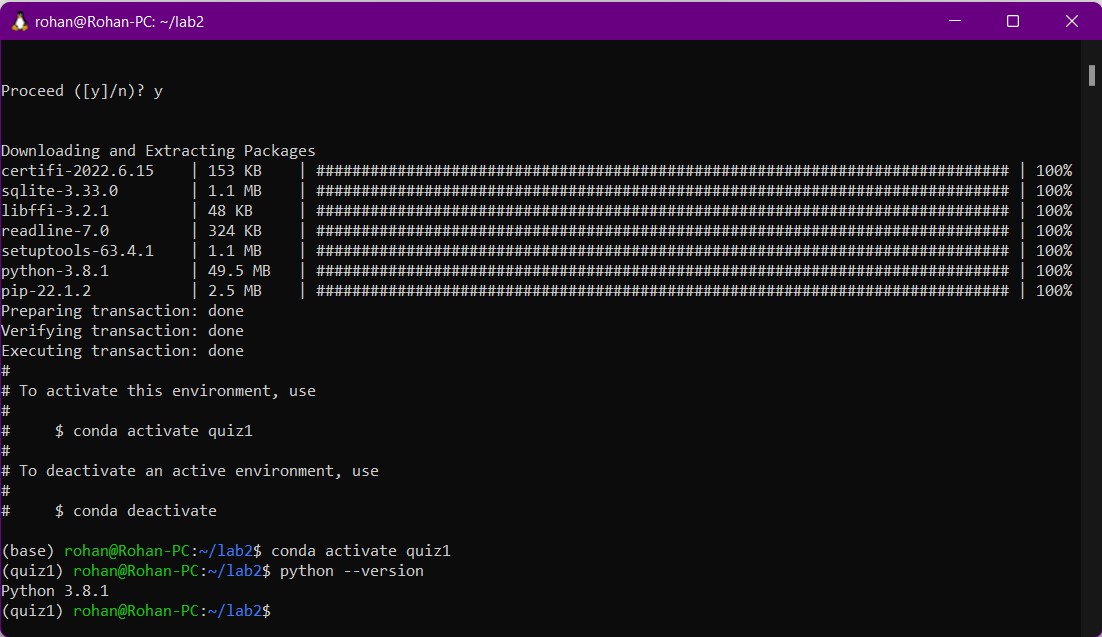 rohan@Rohan-PC: ~/lab2
Proceed ([y]/n)? y
Downloading and Extracting Packages
certifi-2022.6.15    | 153 KB    | ############################################################################# | 100%
sqlite-3.33.0        | 1.1 MB    | ############################################################################# | 100%
libffi-3.2.1         | 48 KB     | ############################################################################# | 100%
readline-7.0         | 324 KB    | ############################################################################# | 100%
setuptools-63.4.1    | 1.1 MB    | ############################################################################# | 100%
python-3.8.1         | 49.5 MB   | ############################################################################# | 100%
pip-22.1.2           | 2.5 MB    | ############################################################################# | 100%
Preparing transaction: done
Verifying transaction: done
Executing transaction: done
#
# To activate this environment, use
#
#     $ conda activate quiz1
#
# To deactivate an active environment, use
#
#     $ conda deactivate
(base) rohan@Rohan-PC:~/lab2$ conda activate quiz1
(quiz1) rohan@Rohan-PC:~/lab2$ python --version
Python 3.8.1
(quiz1) rohan@Rohan-PC:~/lab2$